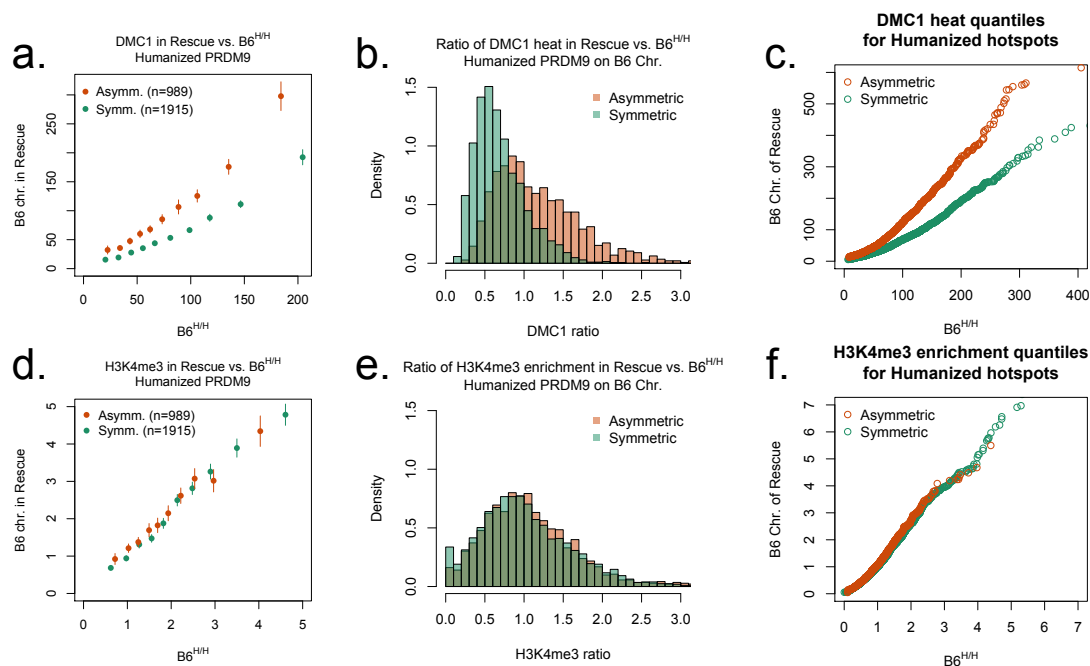 a.
DMC1 in Rescue vs. B6^H/H
Humanized PRDM9
Asymm. (n=989)
Symm. (n=1915)
B6 chr. in Rescue
0
50
150
250
0
50
100
150
200
B6^H/H
b.
Ratio of DMC1 heat in Rescue vs. B6^H/H
Humanized PRDM9 on B6 Chr.
Asymmetric
Symmetric
Density
0.0
0.5
1.0
1.5
0.0
0.5
1.0
1.5
2.0
2.5
3.0
DMC1 ratio
c.
DMC1 heat quantiles
for Humanized hotspots
Asymmetric
Symmetric
B6 Chr. of Rescue
0
100
300
500
0
100
200
300
400
B6^H/H
d.
H3K4me3 in Rescue vs. B6^H/H
Humanized PRDM9
Asymm. (n=989)
Symm. (n=1915)
B6 chr. in Rescue
0
1
2
3
4
5
0
1
2
3
4
5
B6^H/H
e.
Ratio of H3K4me3 enrichment in Rescue vs. B6^H/H
Humanized PRDM9 on B6 Chr.
Asymmetric
Symmetric
Density
0.0
0.5
1.0
1.5
0.0
0.5
1.0
1.5
2.0
2.5
3.0
H3K4me3 ratio
f.
H3K4me3 enrichment quantiles
for Humanized hotspots
Asymmetric
Symmetric
B6 Chr. of Rescue
0
1
2
3
4
5
6
7
0
1
2
3
4
5
6
7
B6^H/H